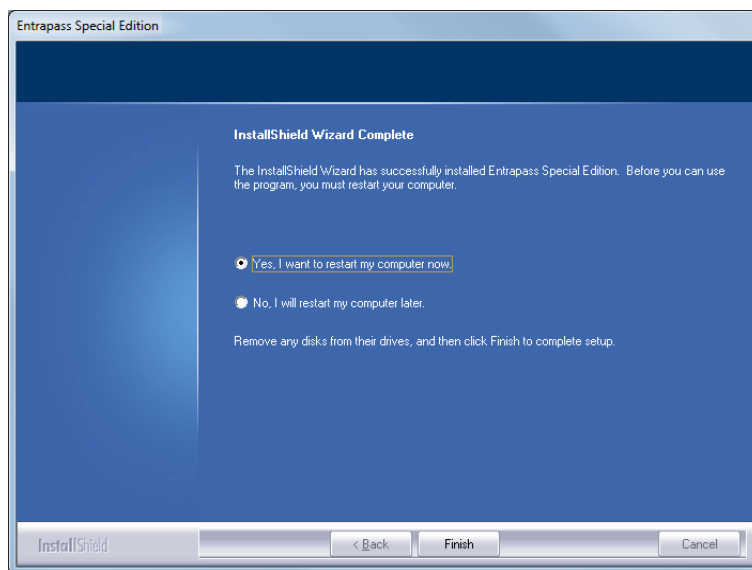 Entrapass Special Edition
InstallShield Wizard Complete
The InstallShield Wizard has successfully installed Entrapass Special Edition. Before you can use
the program, you must restart your computer.
Yes, I want to restart my computer now.
No, I will restart my computer later.
Remove any disks from their drives, and then click Finish to complete setup.
InstallShield
< Back
Finish
Cancel